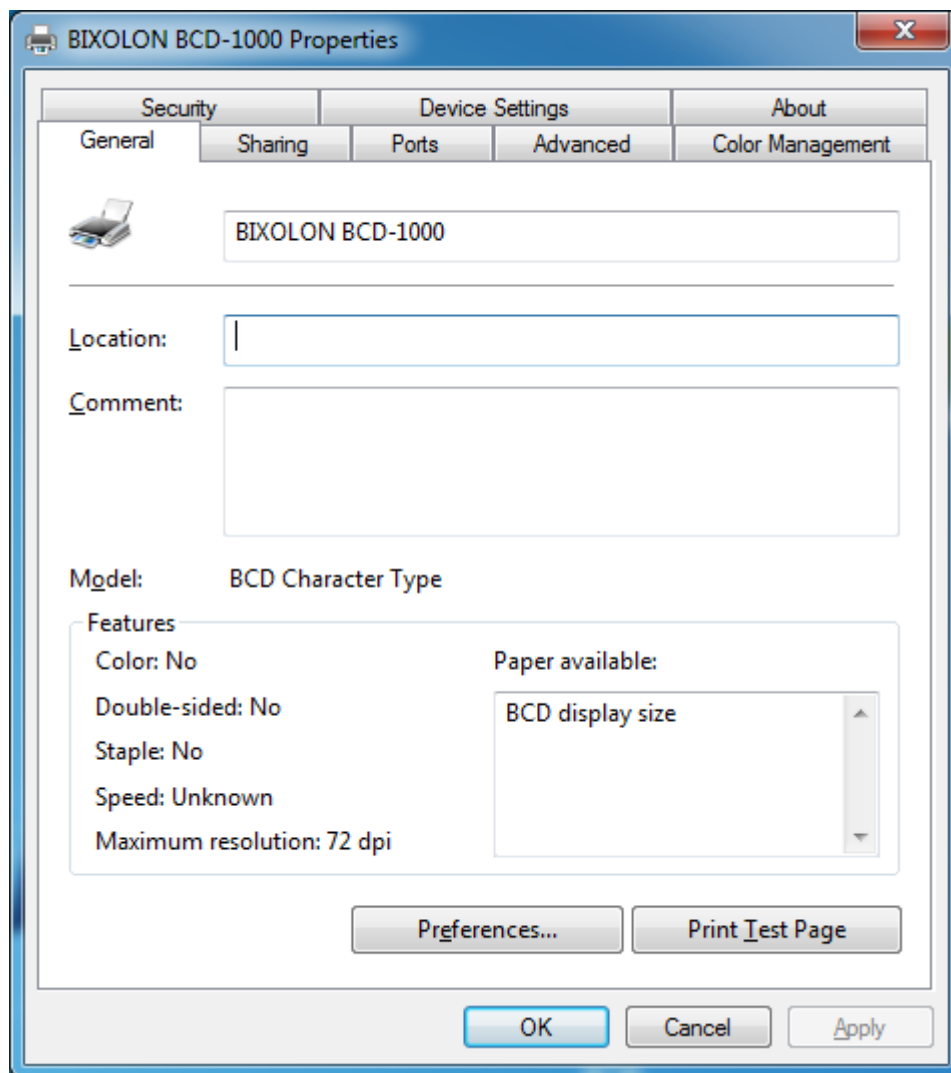 BIXOLON BCD-1000 Properties
Security Device Settings About
General Sharing Ports Advanced Color Management
BIXOLON BCD-1000
Location:
Comment:
Model: BCD Character Type
Features
Color: No Paper available:
Double-sided: No BCD display size
Staple: No
Speed: Unknown
Maximum resolution: 72 dpi
Preferences... Print Test Page
OK Cancel Apply